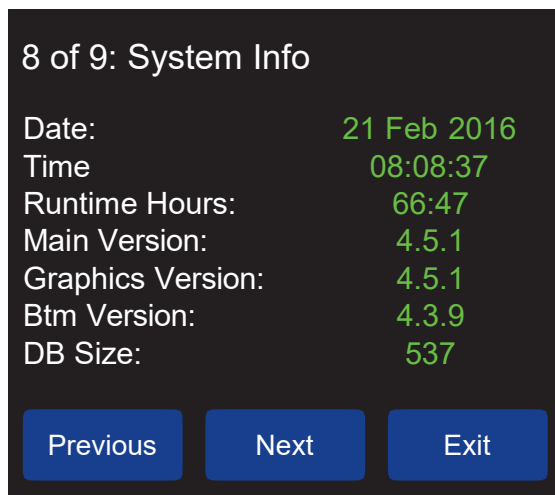 8 of 9: System Info
Date: 21 Feb 2016
Time 08:08:37
Runtime Hours: 66:47
Main Version: 4.5.1
Graphics Version: 4.5.1
Btm Version: 4.3.9
DB Size: 537
Previous Next Exit